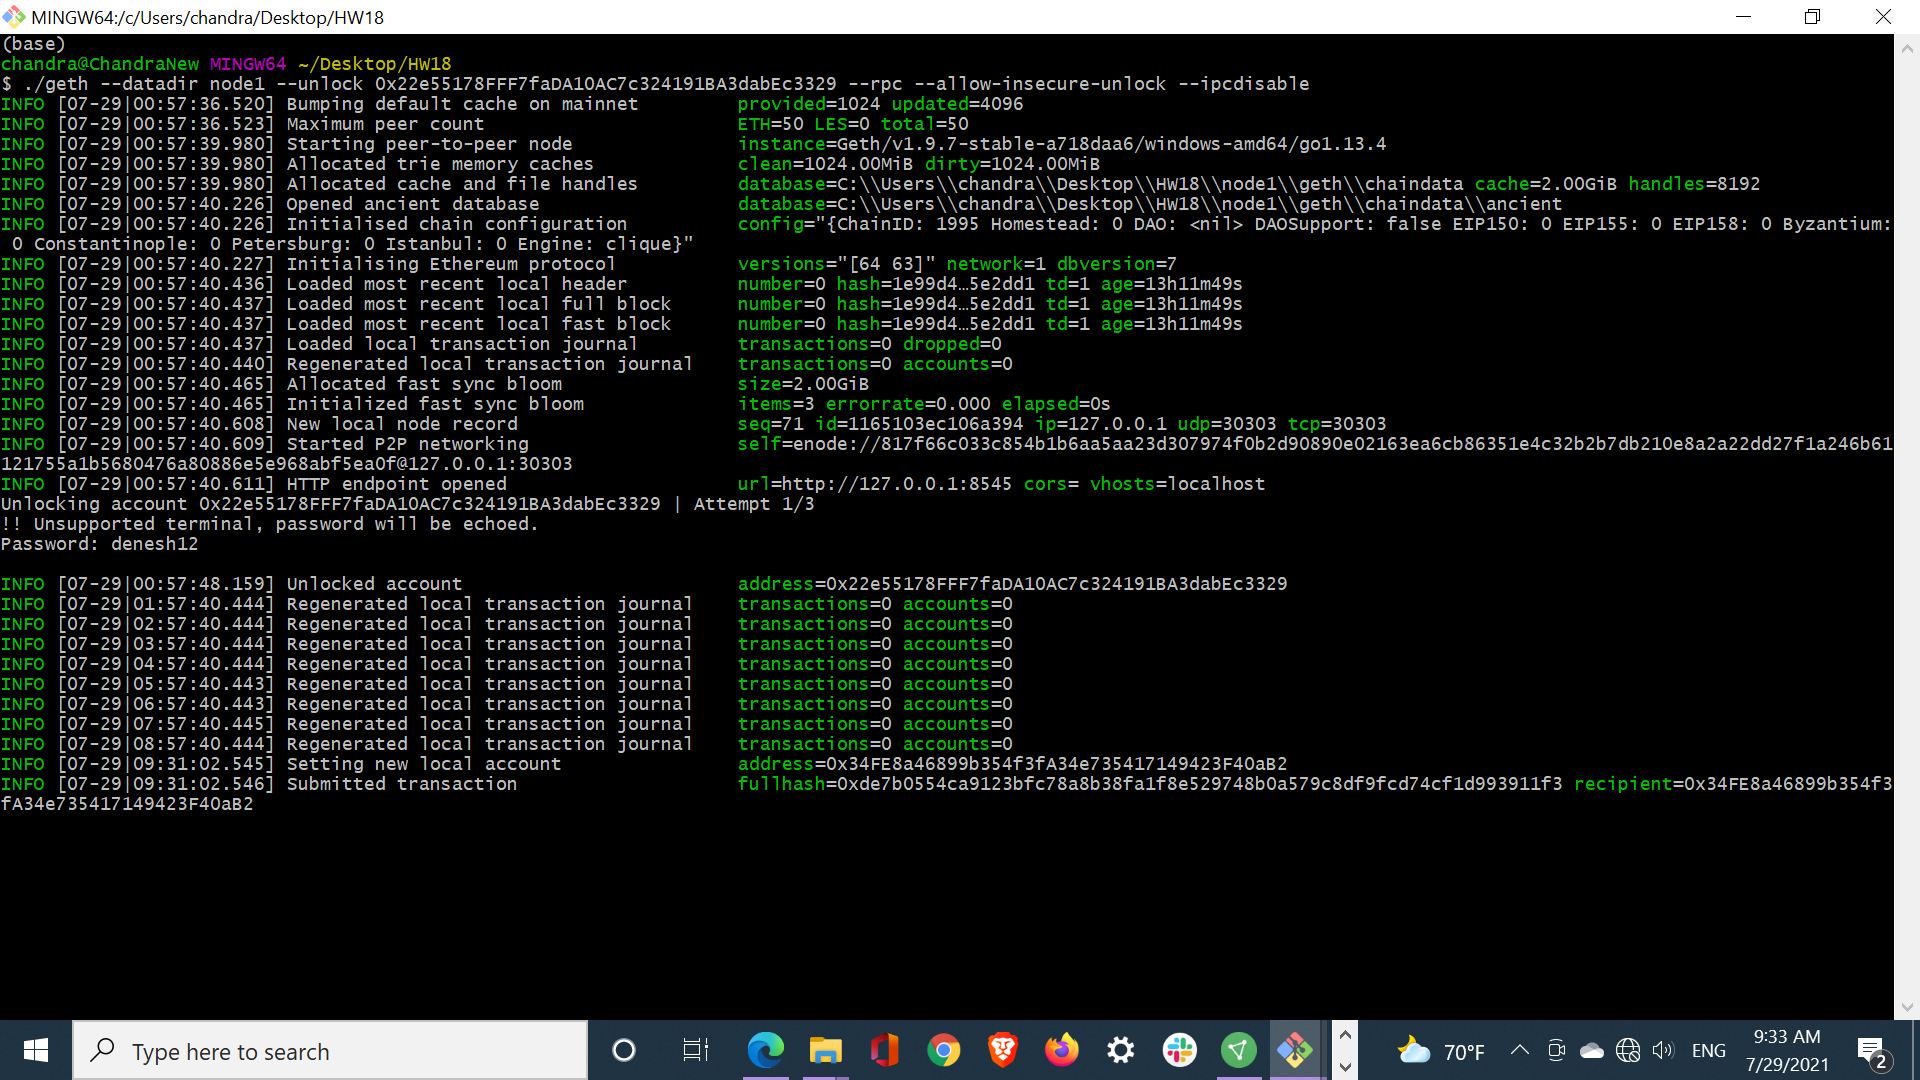 MINGW64:/c/Users/chandra/Desktop/HW18
(base)
chandra@ChandraNew MINGW64 ~/Desktop/HW18
$ ./geth --datadir node1 --unlock 0x22e55178FFF7faDA10AC7c324191BA3dabEc3329 --rpc --allow-insecure-unlock --ipcdisable
INFO [07-29|00:57:36.520] Bumping default cache on mainnet provided=1024 updated=4096
INFO [07-29|00:57:36.523] Maximum peer count ETH=50 LES=0 total=50
INFO [07-29|00:57:39.980] Starting peer-to-peer node instance=Geth/v1.9.7-stable-a718daa6/windows-amd64/go1.13.4
INFO [07-29|00:57:39.980] Allocated trie memory caches clean=1024.00MiB dirty=1024.00MiB
INFO [07-29|00:57:39.980] Allocated cache and file handles database=C:\\Users\\chandra\\Desktop\\HW18\\node1\\geth\\chaindata cache=2.00GiB handles=8192
INFO [07-29|00:57:40.226] Opened ancient database database=C:\\Users\\chandra\\Desktop\\HW18\\node1\\geth\\chaindata\\ancient
INFO [07-29|00:57:40.226] Initialised chain configuration config="{ChainID: 1995 Homestead: 0 DAO: <nil> DAOSupport: false EIP150: 0 EIP155: 0 EIP158: 0 Byzantium:
0 Constantinople: 0 Petersburg: 0 Istanbul: 0 Engine: clique}"
INFO [07-29|00:57:40.227] Initialising Ethereum protocol versions="[64 63]" network=1 dbversion=7
INFO [07-29|00:57:40.436] Loaded most recent local header number=0 hash=1e99d4…5e2dd1 td=1 age=13h11m49s
INFO [07-29|00:57:40.437] Loaded most recent local full block number=0 hash=1e99d4…5e2dd1 td=1 age=13h11m49s
INFO [07-29|00:57:40.437] Loaded most recent local fast block number=0 hash=1e99d4…5e2dd1 td=1 age=13h11m49s
INFO [07-29|00:57:40.437] Loaded local transaction journal transactions=0 dropped=0
INFO [07-29|00:57:40.440] Regenerated local transaction journal transactions=0 accounts=0
INFO [07-29|00:57:40.465] Allocated fast sync bloom size=2.00GiB
INFO [07-29|00:57:40.465] Initialized fast sync bloom items=3 errorrate=0.000 elapsed=0s
INFO [07-29|00:57:40.608] New local node record seq=71 id=1165103ec106a394 ip=127.0.0.1 udp=30303 tcp=30303
INFO [07-29|00:57:40.609] Started P2P networking self=enode://817f66c033c854b1b6aa5aa23d307974f0b2d90890e02163ea6cb86351e4c32b2b7db210e8a2a22dd27f1a246b61
121755a1b5680476a80886e5e968abf5ea0f@127.0.0.1:30303
INFO [07-29|00:57:40.611] HTTP endpoint opened url=http://127.0.0.1:8545 cors= vhosts=localhost
Unlocking account 0x22e55178FFF7faDA10AC7c324191BA3dabEc3329 | Attempt 1/3
!! Unsupported terminal, password will be echoed.
Password: denesh12
INFO [07-29|00:57:48.159] Unlocked account address=0x22e55178FFF7faDA10AC7c324191BA3dabEc3329
INFO [07-29|01:57:40.444] Regenerated local transaction journal transactions=0 accounts=0
INFO [07-29|02:57:40.444] Regenerated local transaction journal transactions=0 accounts=0
INFO [07-29|03:57:40.444] Regenerated local transaction journal transactions=0 accounts=0
INFO [07-29|04:57:40.444] Regenerated local transaction journal transactions=0 accounts=0
INFO [07-29|05:57:40.443] Regenerated local transaction journal transactions=0 accounts=0
INFO [07-29|06:57:40.443] Regenerated local transaction journal transactions=0 accounts=0
INFO [07-29|07:57:40.445] Regenerated local transaction journal transactions=0 accounts=0
INFO [07-29|08:57:40.444] Regenerated local transaction journal transactions=0 accounts=0
INFO [07-29|09:31:02.545] Setting new local account address=0x34FE8a46899b354f3fA34e735417149423F40aB2
INFO [07-29|09:31:02.546] Submitted transaction fullhash=0xde7b0554ca9123bfc78a8b38fa1f8e529748b0a579c8df9fcd74cf1d993911f3 recipient=0x34FE8a46899b354f3
fA34e735417149423F40aB2
Type here to search
70°F
ENG
9:33 AM
7/29/2021
2